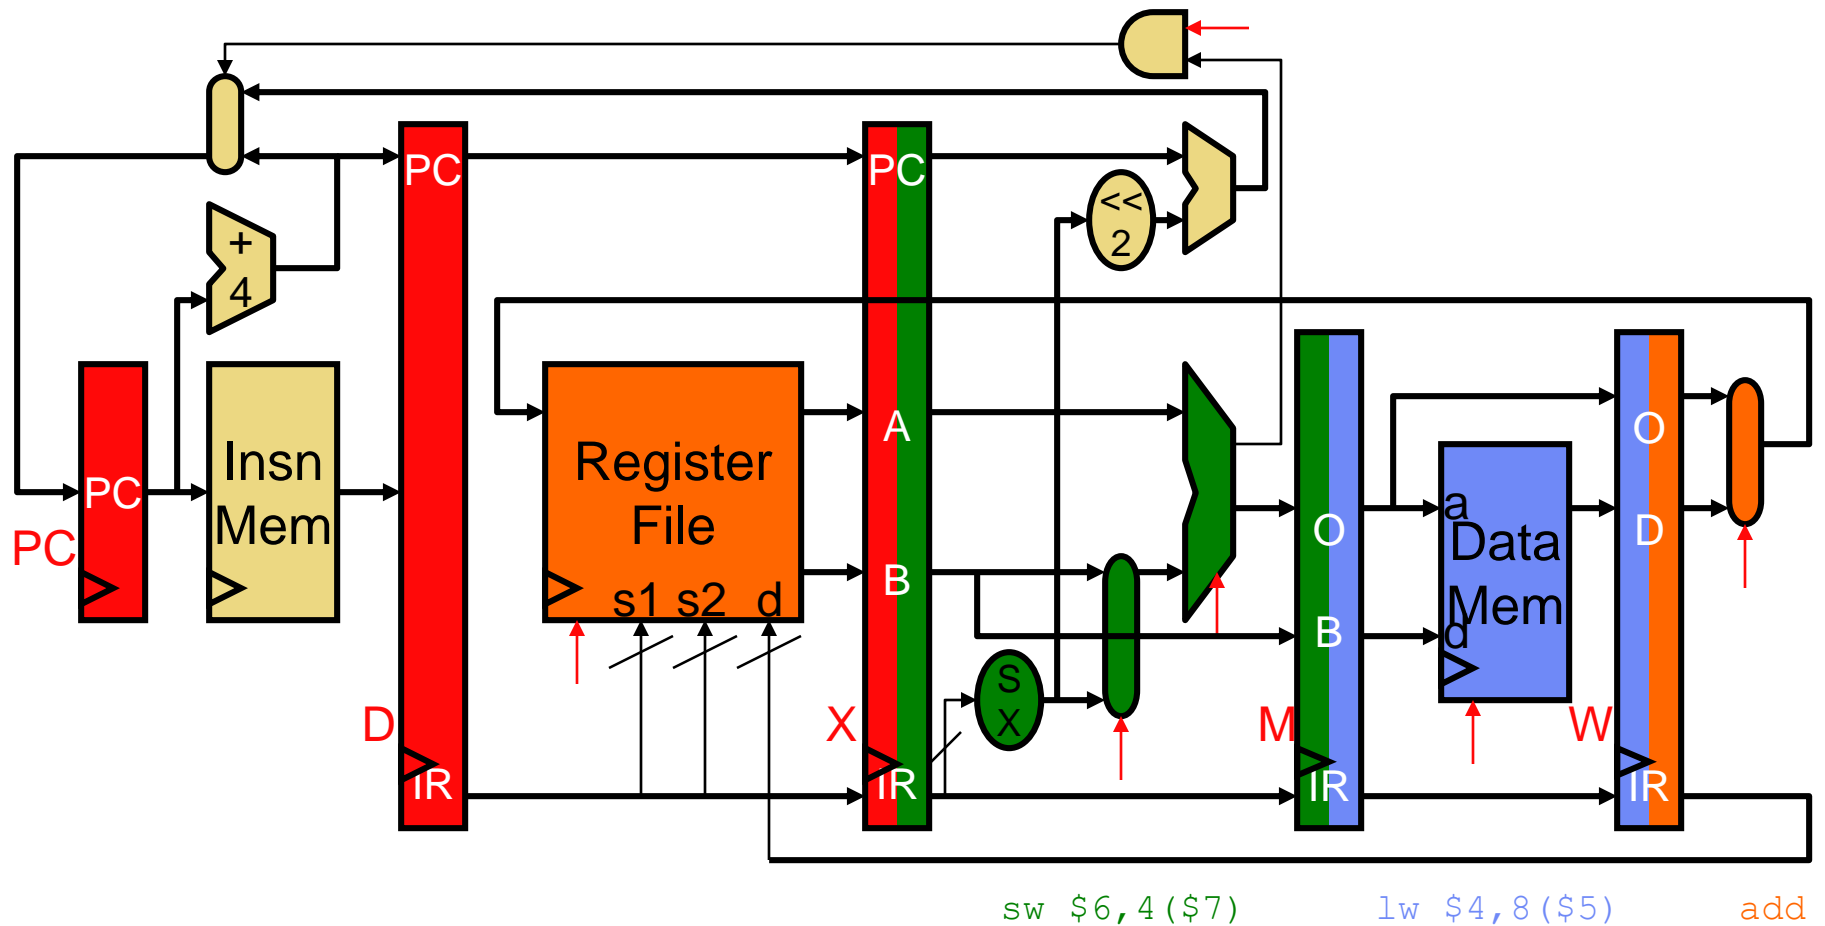 PC
PC
<<
2
+
4
Insn
Mem
PC
PC
Register
File
s1 s2 d
A
B
S
X
O
B
a
Data
Mem
d
O
D
D
X
M
W
IR
IR
IR
IR
sw $6,4($7)
lw $4,8($5)
add